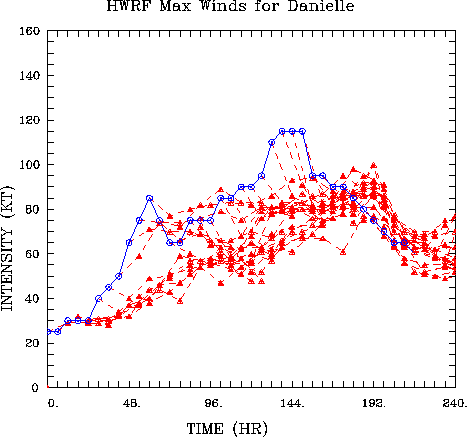 HWRF Max Winds for Danielle
160
140
120
100
80
60
40
20
0
INTENSITY (KT)
0. 48. 96. 144. 192. 240.
TIME (HR)